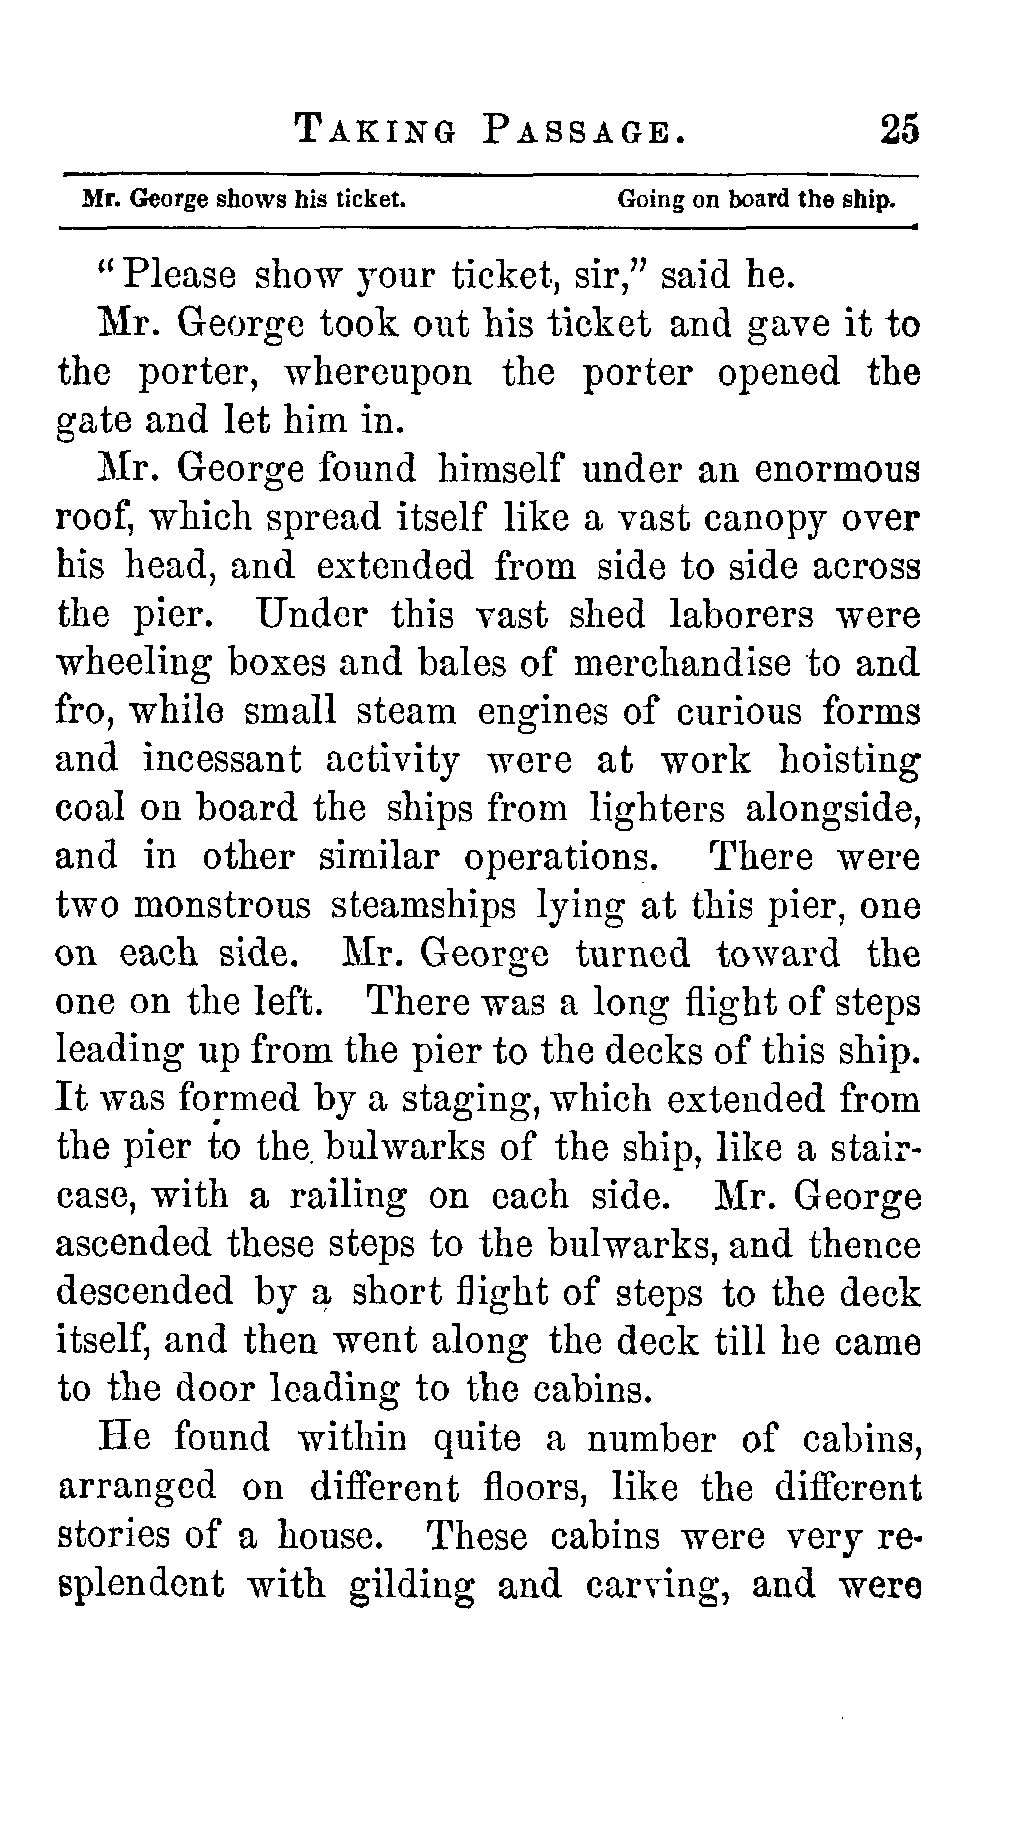 TAKING PASSAGE. 25
Mr. George shows his ticket. Going on board the ship.
“Please show your ticket, sir,” said he.
Mr. George took out his ticket and gave it to
the porter, whereupon the porter opened the
gate and let him in.
Mr. George found himself under an enormous
roof, which spread itself like a vast canopy over
his head, and extended from side to side across
the pier. Under this vast shed laborers were
wheeling boxes and bales of merchandise to and
fro, while small steam engines of curious forms
and incessant activity were at work hoisting
coal on board the ships from lighters alongside,
and in other similar operations. There were
two monstrous steamships lying at this pier, one
on each side. Mr. George turned toward the
one on the left. There was a long flight of steps
leading up from the pier to the decks of this ship.
It was formed by a staging, which extended from
the pier to the bulwarks of the ship, like a stair-
case, with a railing on each side. Mr. George
ascended these steps to the bulwarks, and thence
descended by a short flight of steps to the deck
itself, and then went along the deck till he came
to the door leading to the cabins.
He found within quite a number of cabins,
arranged on different floors, like the different
stories of a house. These cabins were very re-
splendent with gilding and carving, and were